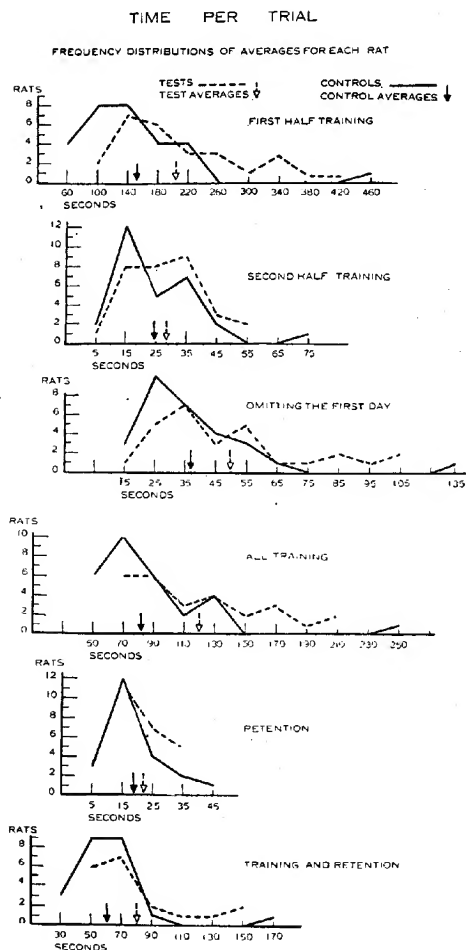 TIME PER TRIAL
FREQUENCY DISTRIBUTIONS OF AVERAGES FOR EACH RAT
TESTS CONTROLS
TEST AVERAGES CONTROL AVERAGES
RATS
FIRST HALF TRAINING
8
6
4
2
0
60 100 140 180 220 260 300 340 380 420 460
SECONDS
12
10
8
6
4
2
0
SECOND HALF TRAINING
5 15 25 35 45 55 65 75
SECONDS
RATS
8
6
4
2
0
OMITTING THE FIRST DAY
15 25 35 45 55 65 75 85 95 105 135
SECONDS
RATS
10
8
6
4
2
0
ALL TRAINING
50 70 90 110 130 150 170 190 210 230 250
SECONDS
RATS
12
10
8
6
4
2
0
RETENTION
5 15 25 35 45
SECONDS
RATS
8
6
4
2
0
TRAINING AND RETENTION
30 50 70 90 110 130 150 170
SECONDS